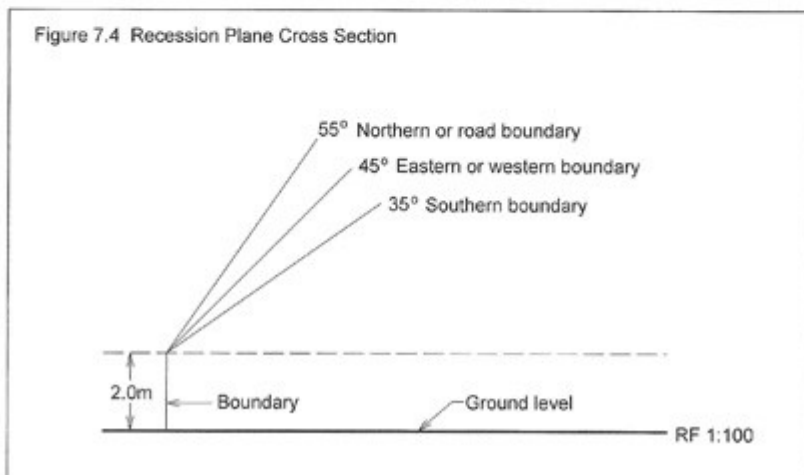 Figure 7.4 Recession Plane Cross Section
55° Northern or road boundary
45° Eastern or western boundary
35° Southern boundary
2.0m
Boundary
Ground level
RF 1:100